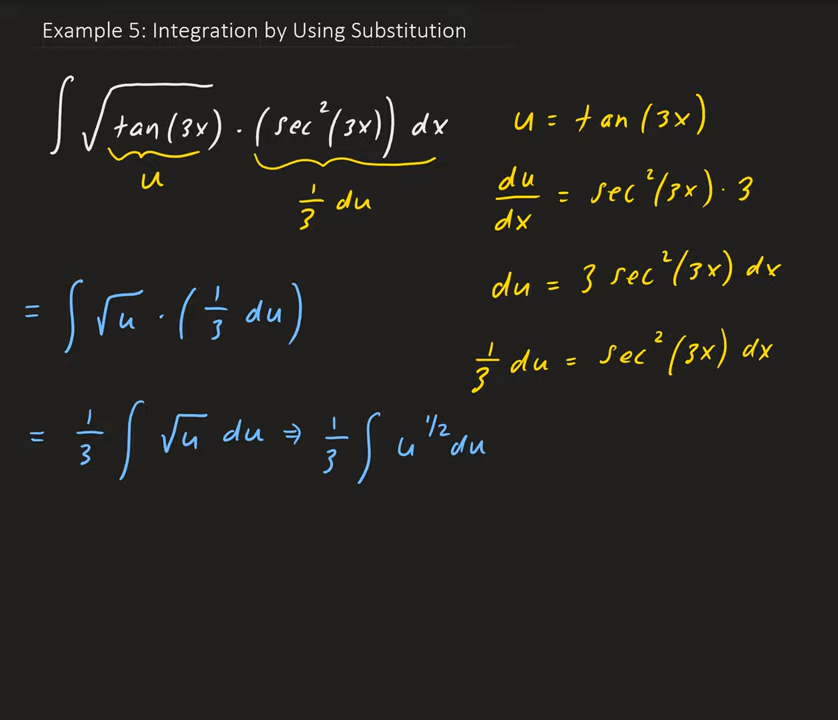 Example 5: Integration by Using Substitution
∫ √tan(3x) · (sec²(3x)) dx
u
1/3 du
u = tan(3x)
du/dx = sec²(3x) · 3
du = 3 sec²(3x) dx
1/3 du = sec²(3x) dx
= ∫ √u · (1/3 du)
= 1/3 ∫ √u du ⇒ 1/3 ∫ u^1/2 du